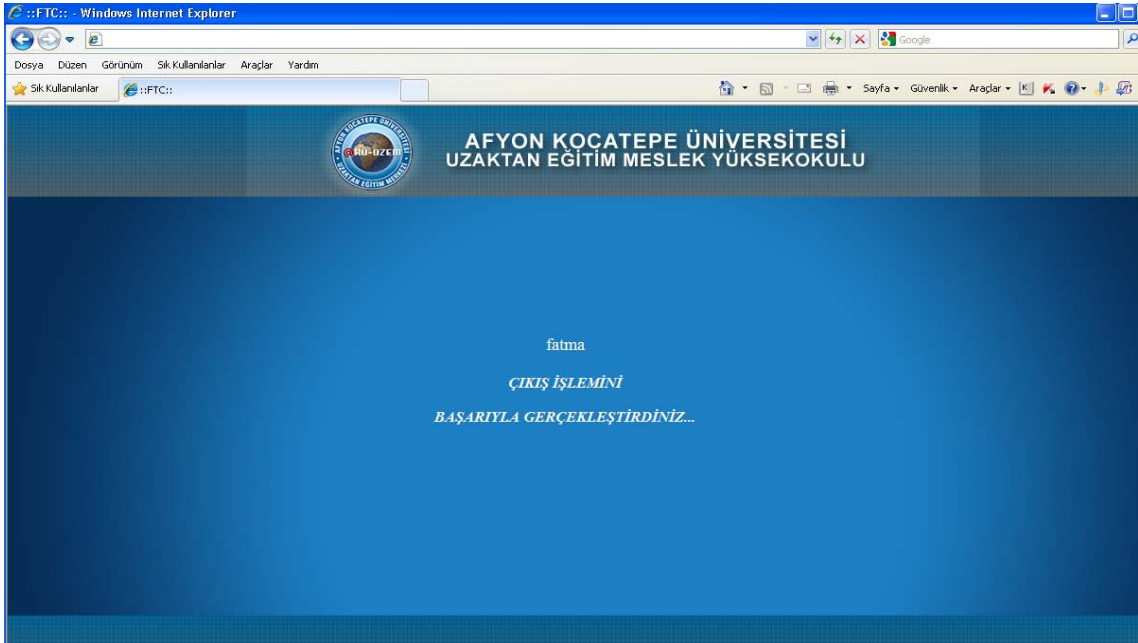 ::FTC:: - Windows Internet Explorer
Google
Dosya Düzen Görünüm Sık Kullanılanlar Araçlar Yardım
Sık Kullanılanlar ::FTC:: Sayfa Güvenlik Araçlar
AFYON KOCATEPE ÜNİVERSİTESİ
UZAKTAN EĞİTİM MESLEK YÜKSEKOKULU
fatma
ÇIKIŞ İŞLEMİNİ
BAŞARIYLA GERÇEKLEŞTİRDİNİZ...